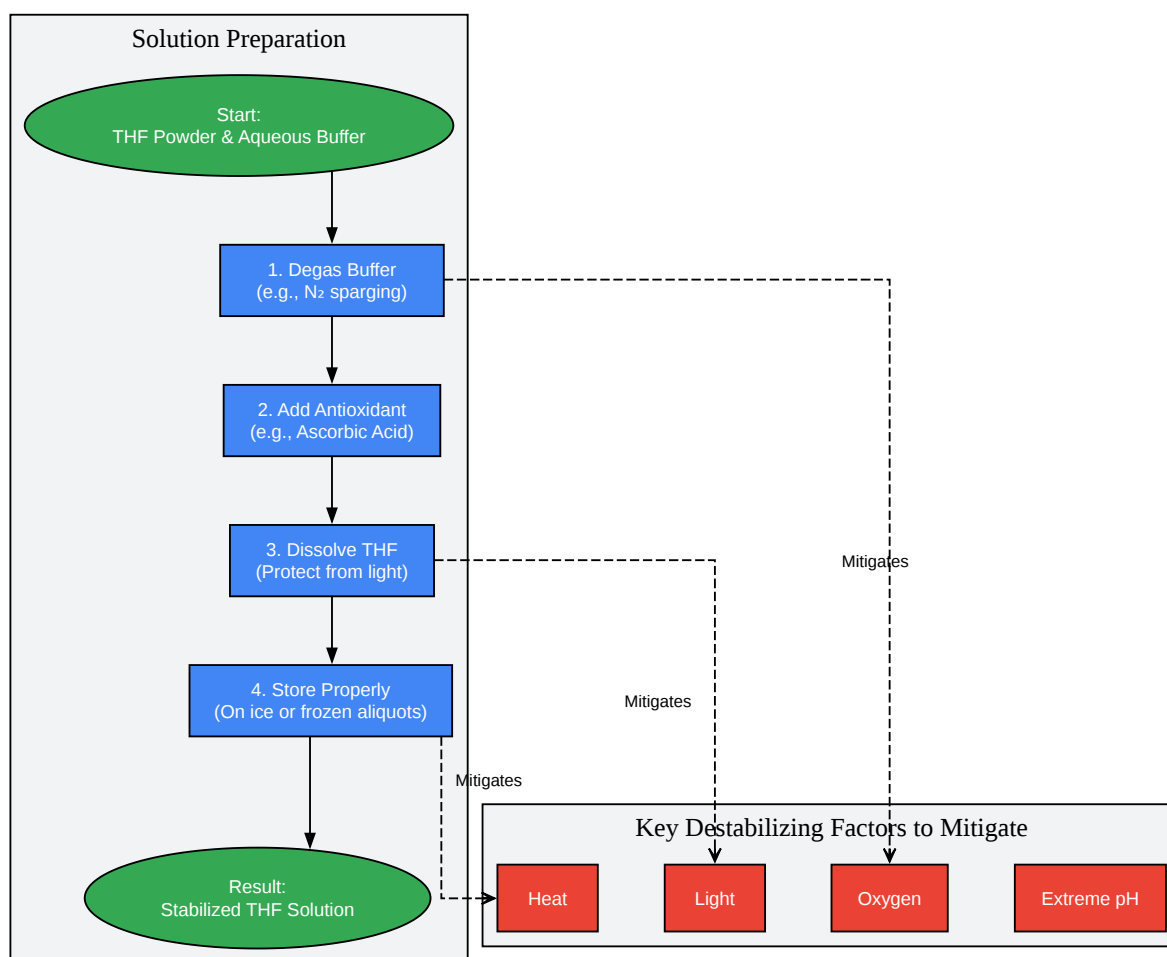 Solution Preparation
Start:
THF Powder & Aqueous Buffer
1. Degas Buffer
(e.g., N₂ sparging)
2. Add Antioxidant
(e.g., Ascorbic Acid)
3. Dissolve THF
(Protect from light)
Mitigates
4. Store Properly
(On ice or frozen aliquots)
Mitigates
Mitigates
Key Destabilizing Factors to Mitigate
Result:
Stabilized THF Solution
Heat
Light
Oxygen
Extreme pH